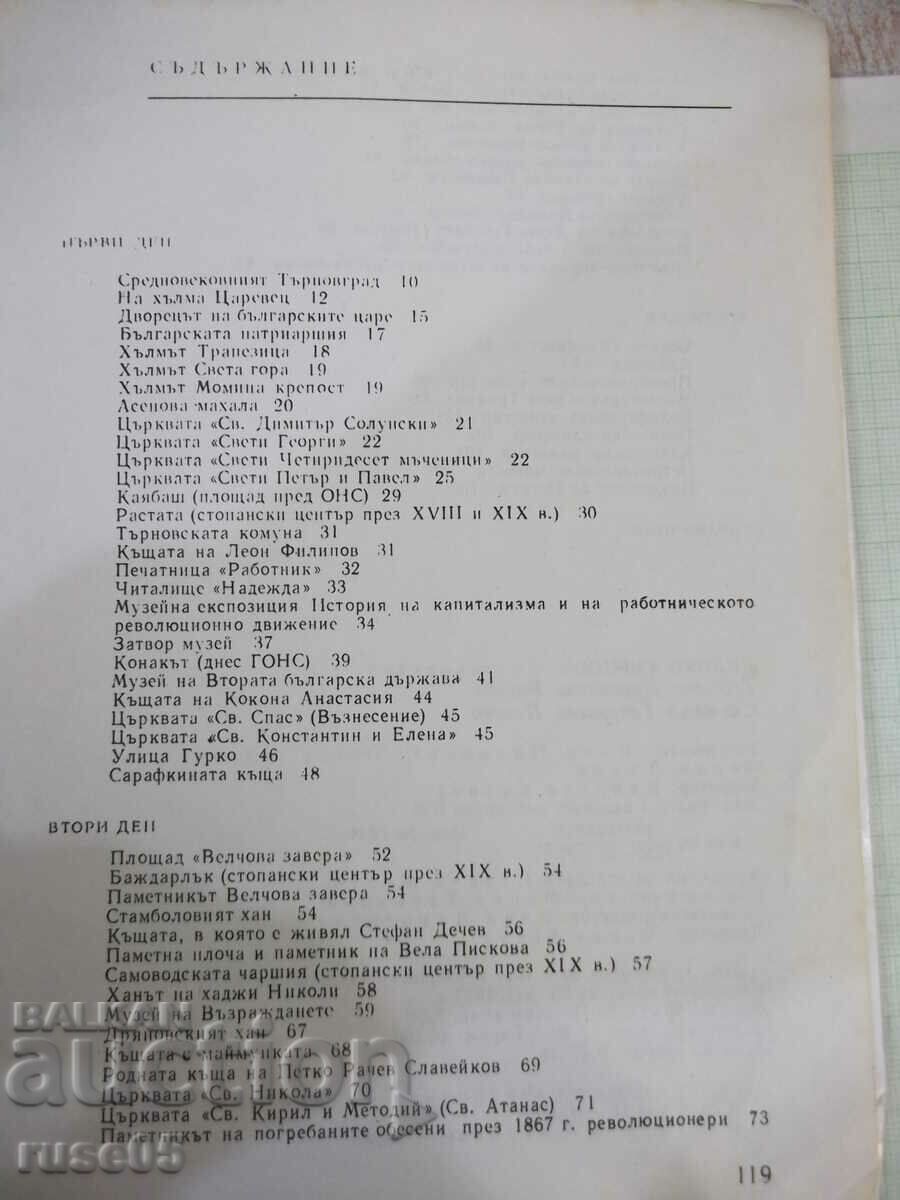 СЪДЪРЖАНИЕ
ПЪРВИ ДЕН
Средновековният Търновград 10
На хълма Царевец 12
Дворецът на българските царе 15
Българската патриаршия 17
Хълмът Трапезица 18
Хълмът Света гора 19
Хълмът Момина крепост 19
Асенова махала 20
Църквата «Св. Димитър Солунски» 21
Църквата «Свети Георги» 22
Църквата «Свети Четиридесет мъченици» 22
Църквата «Свети Петър и Павел» 25
Каябаш (площад пред ОНС) 29
Растата (стопански център през XVIII и XIX в.) 30
Търновската комуна 31
Къщата на Леон Филипов 31
Печатница «Работник» 32
Читалище «Надежда» 33
Музейна експозиция История на капитализма и на работническото
революционно движение 34
Затвор музей 37
Конакът (днес ГОНС) 39
Музей на Втората българска държава 41
Къщата на Кокона Анастасия 44
Църквата «Св. Спас» (Възнесение) 45
Църквата «Св. Константин и Елена» 45
Улица Гурко 46
Сарафкината къща 48
ВТОРИ ДЕН
Площад «Велчова завера» 52
Баждарлък (стопански център през XIX в.) 54
Паметникът Велчова завера 54
Стамболовият хан 54
Къщата, в която е живял Стефан Дечев 56
Паметна плоча и паметник на Вела Пискова 56
Самоводската чаршия (стопански център през XIX в.) 57
Ханът на хаджи Николи 58
Музей на Възраждането 59
Дряновският хан 67
Къщата с маймунката 68
Родната къща на Петко Рачев Славейков 69
Църквата «Св. Никола» 70
Църквата «Св. Кирил и Методий» (Св. Атанас) 71
Паметникът на погребаните обесени през 1867 г. революционери 73
119
BALKAN
auction
ruse05